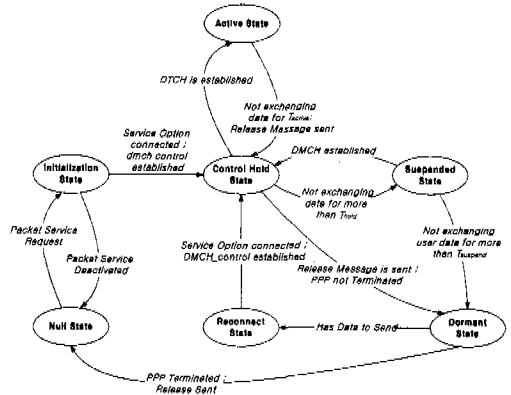 Active State
DTCH is established
Not exchanging
data for Tactive;
Release Message sent
Service Option
connected ;
dmch control
established
DMCH established
Initialization
State
Control Hold
State
Suspended
State
Not exchanging
data for more
than Thold
Packet Service
Request
Packet Service
Deactivated
Service Option connected ;
DMCH_control established
Not exchanging
user data for more
than Tsuspend
Release Message is sent ;
PPP not Terminated
Null State
Reconnect
State
Has Data to Send
Dormant
State
PPP Terminated ;
Release Sent